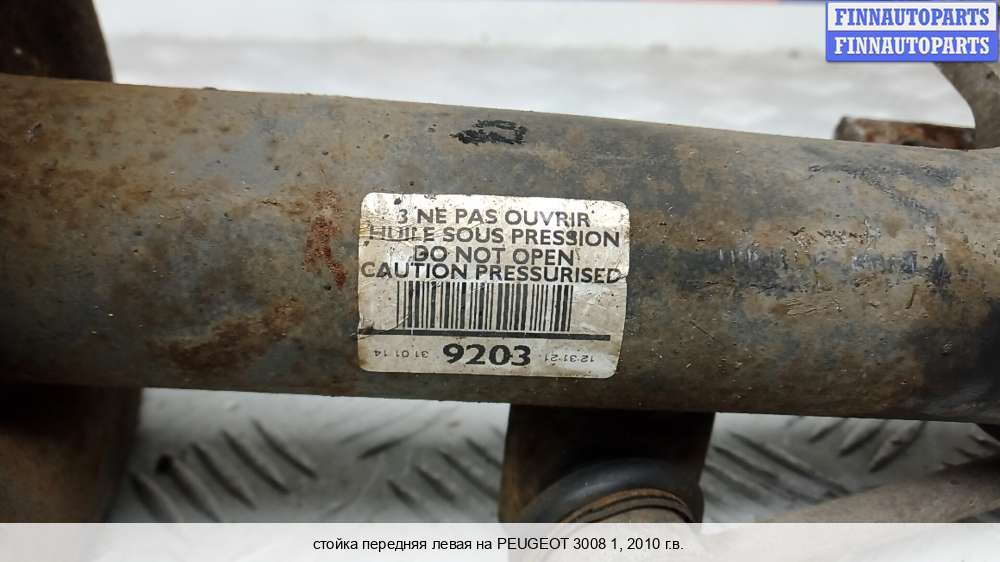 FINNAUTOPARTS
FINNAUTOPARTS
3 NE PAS OUVRIR
HUILE SOUS PRESSION
DO NOT OPEN
CAUTION PRESSURISED
31 01 14 9203 12:31:21
стойка передняя левая на PEUGEOT 3008 1, 2010 г.в.